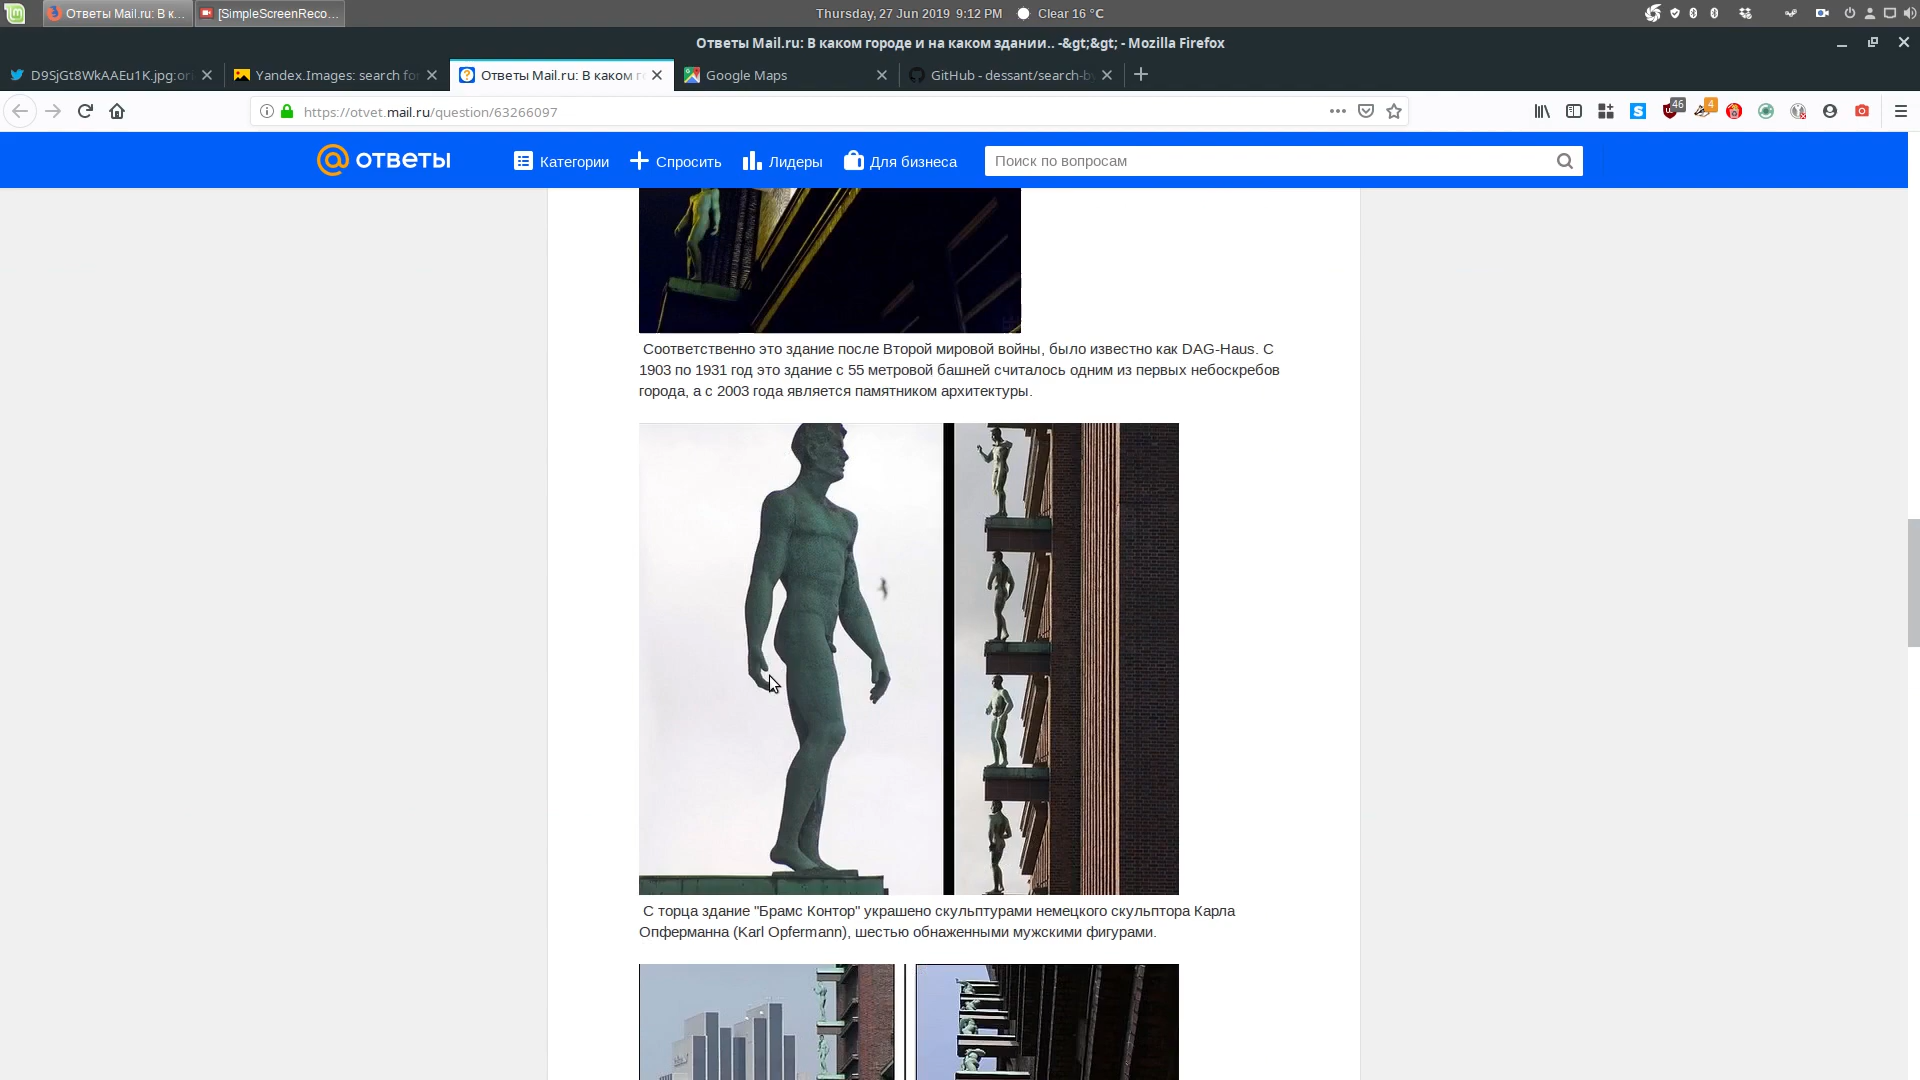 Ответы Mail.ru: В к...
[SimpleScreenReco...
Thursday, 27 Jun 2019 9:12 PM
Clear 16 °C
Ответы Mail.ru: В каком городе и на каком здании.. -&gt;&gt; - Mozilla Firefox
D9SjGt8WkAAEu1K.jpg:ori
Yandex.Images: search for
Ответы Mail.ru: В каком г
Google Maps
GitHub - dessant/search-by
https://otvet.mail.ru/question/63266097
46
4
ответы
Категории
Спросить
Лидеры
Для бизнеса
Поиск по вопросам
Соответственно это здание после Второй мировой войны, было известно как DAG-Haus. С
1903 по 1931 год это здание с 55 метровой башней считалось одним из первых небоскребов
города, а с 2003 года является памятником архитектуры.
С торца здание "Брамс Контор" украшено скульптурами немецкого скульптора Карла
Опферманна (Karl Opfermann), шестью обнаженными мужскими фигурами.